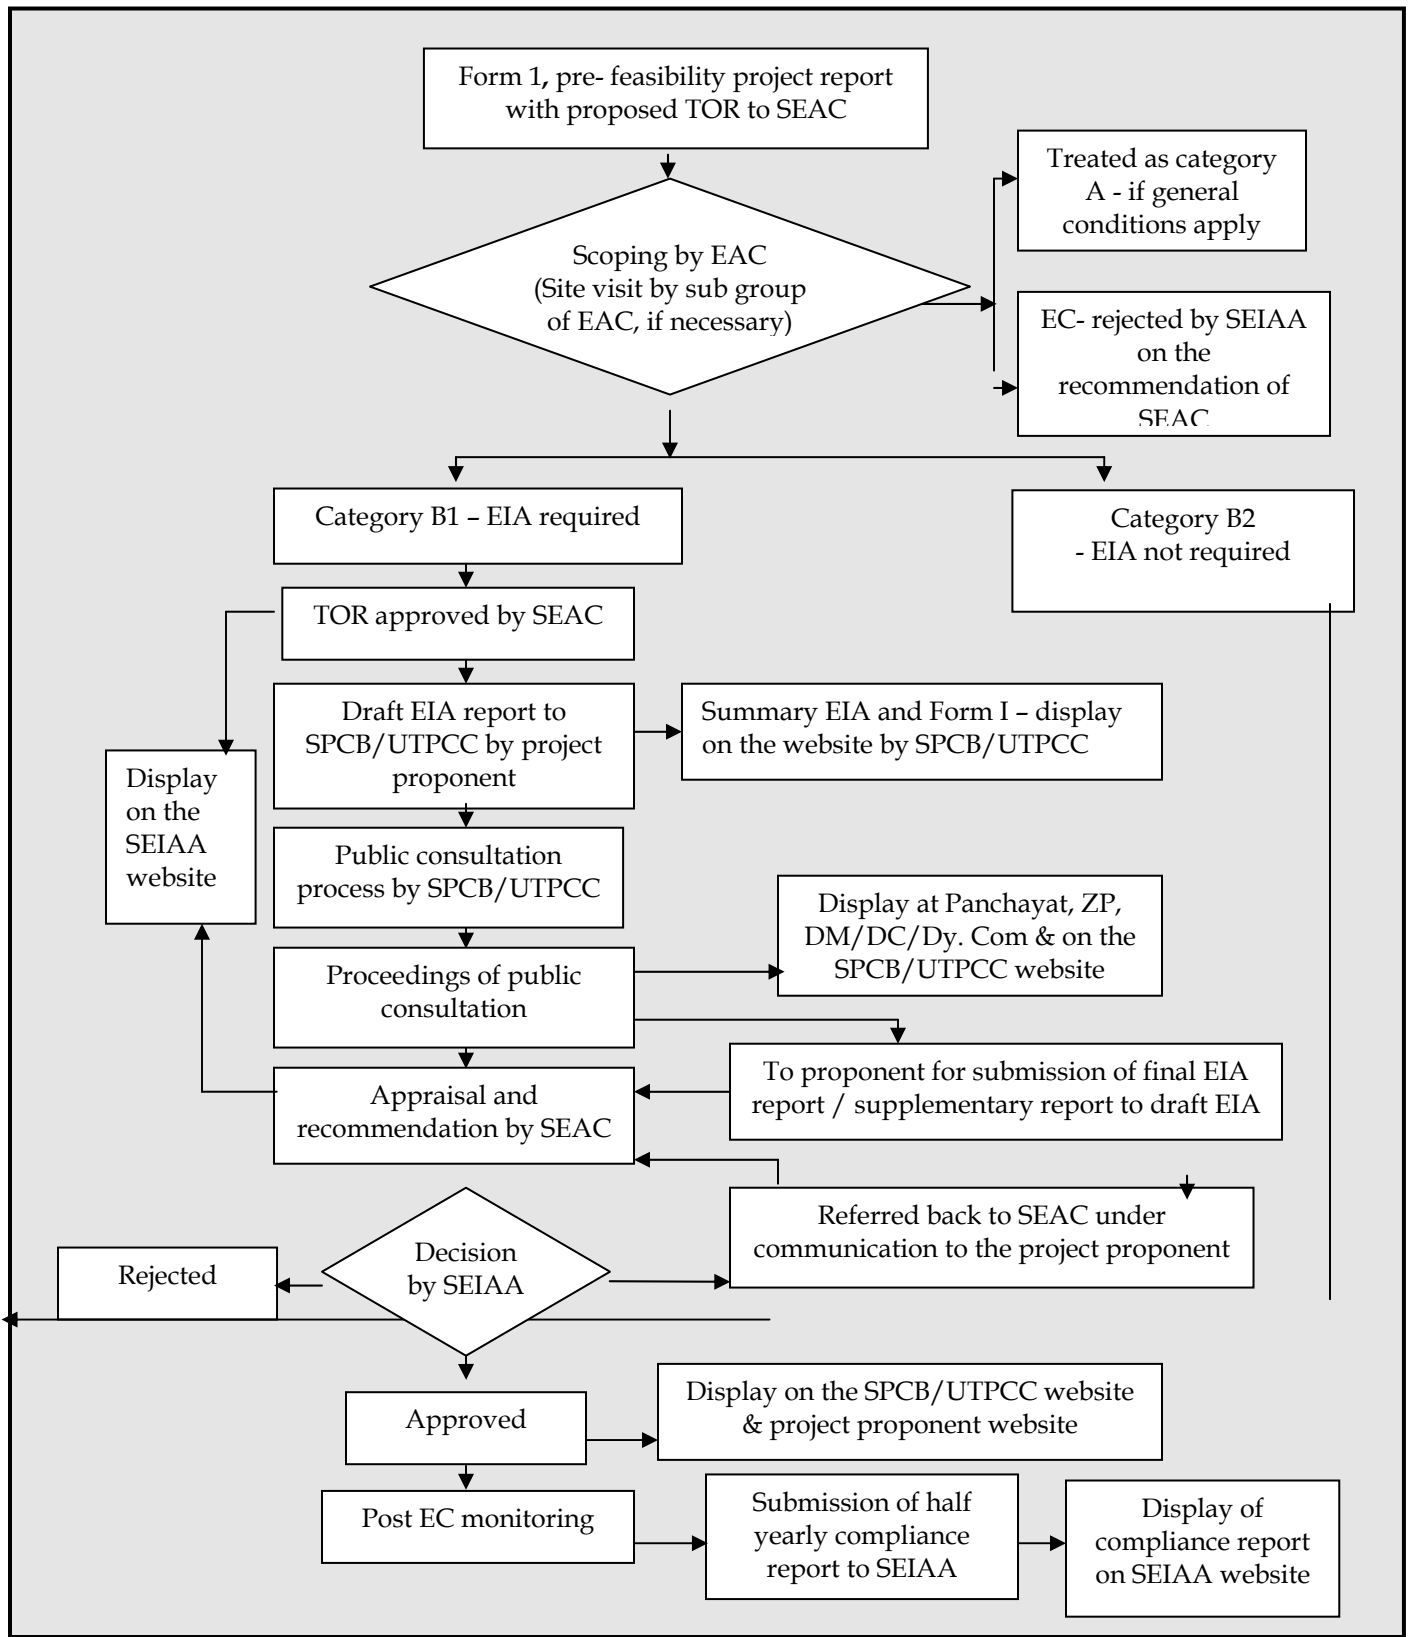 Form 1, pre- feasibility project report
with proposed TOR to SEAC
Treated as category
A - if general
conditions apply
Scoping by EAC
(Site visit by sub group
of EAC, if necessary)
EC- rejected by SEIAA
on the
recommendation of
SEAC
Category B1 – EIA required
Category B2
- EIA not required
TOR approved by SEAC
Draft EIA report to
SPCB/UTPCC by project
proponent
Summary EIA and Form I – display
on the website by SPCB/UTPCC
Display
on the
SEIAA
website
Public consultation
process by SPCB/UTPCC
Display at Panchayat, ZP,
DM/DC/Dy. Com & on the
SPCB/UTPCC website
Proceedings of public
consultation
To proponent for submission of final EIA
report / supplementary report to draft EIA
Appraisal and
recommendation by SEAC
Referred back to SEAC under
communication to the project proponent
Decision
by SEIAA
Rejected
Approved
Display on the SPCB/UTPCC website
& project proponent website
Post EC monitoring
Submission of half
yearly compliance
report to SEIAA
Display of
compliance report
on SEIAA website